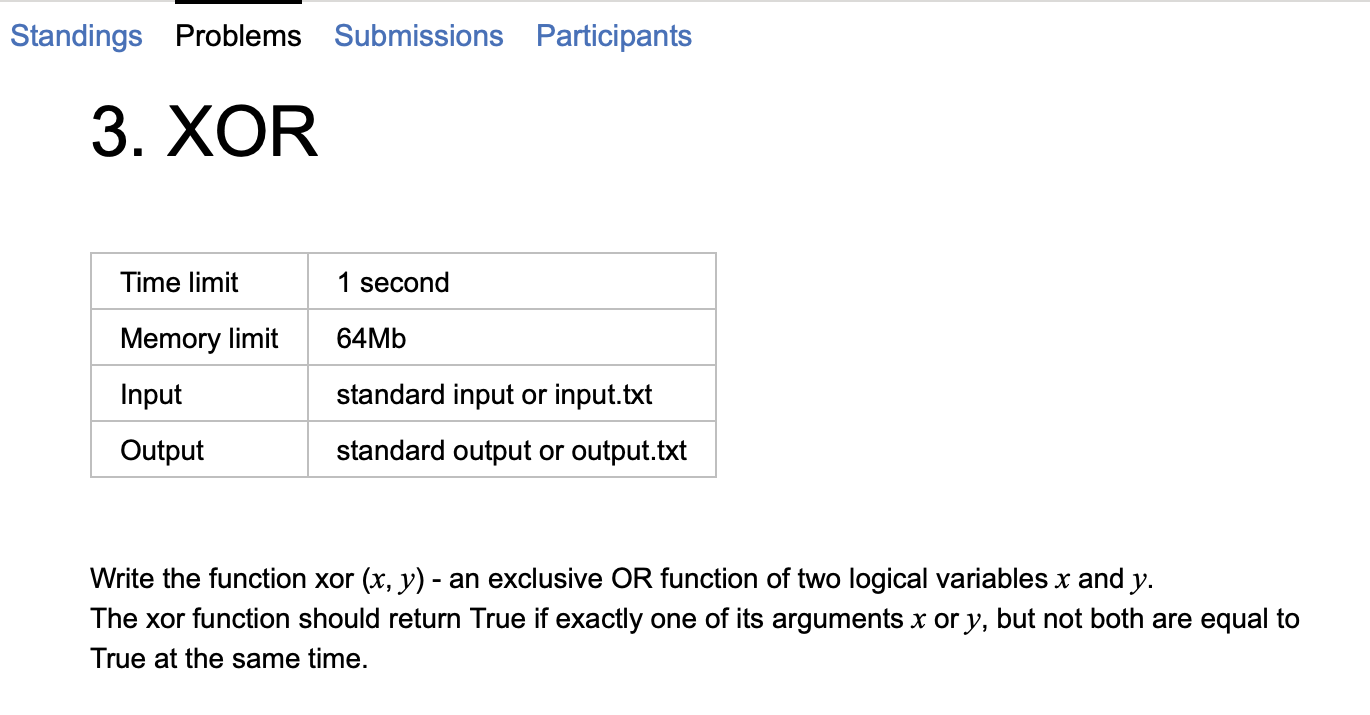 Standings Problems Submissions Participants
3. XOR
Time limit 1 second
Memory limit 64Mb
Input standard input or input.txt
Output standard output or output.txt
Write the function xor (x, y) - an exclusive OR function of two logical variables x and y.
The xor function should return True if exactly one of its arguments x or y, but not both are equal to
True at the same time.